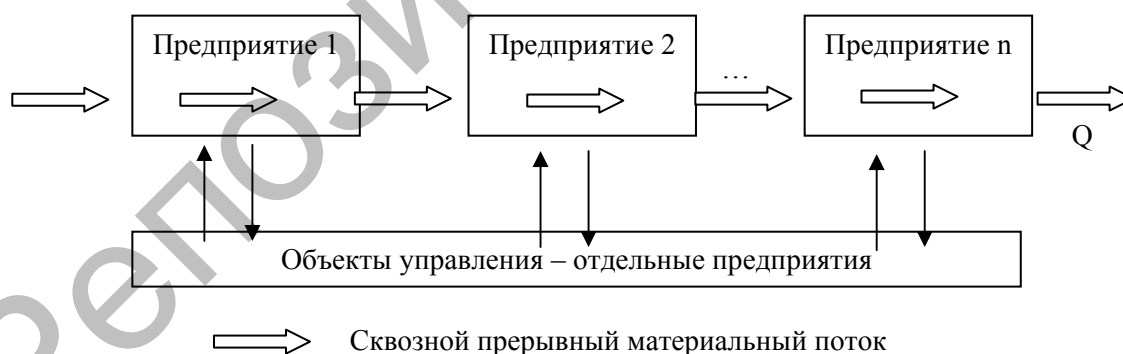 Предприятие 1
Предприятие 2
Предприятие n
…
Q
Объекты управления – отдельные предприятия
Сквозной прерывный материальный поток